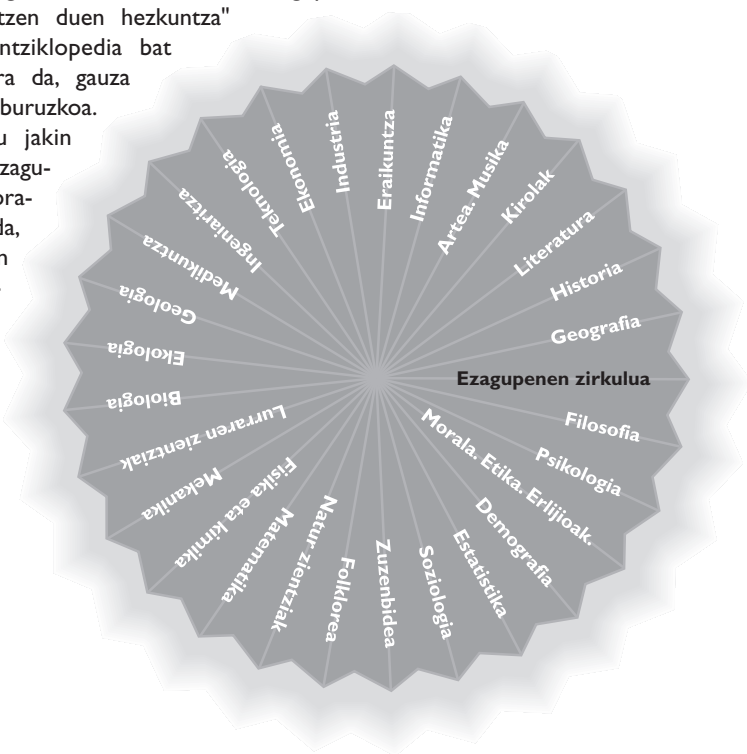 tzen duen hezkuntza"
ntziklopedia bat
ra da, gauza
buruzkoa.
u jakin
zagu-
ora-
da,
n
Ezagupenen zirkulua
Filosofia
Psikologia
Morala. Etika. Erlijioak.
Demografia
Estatistika
Soziologia
Zuzenbidea
Folklorea
Natur zientziak
Matematika
Fisika eta kimika
Mekanika
Lurraren zientziak
Biologia
Ekologia
Geologia
Medikuntza
Ingeniaritza
Teknologia
Ekonomia
Industria
Eraikuntza
Informatika
Artea. Musika
Kirolak
Literatura
Historia
Geografia